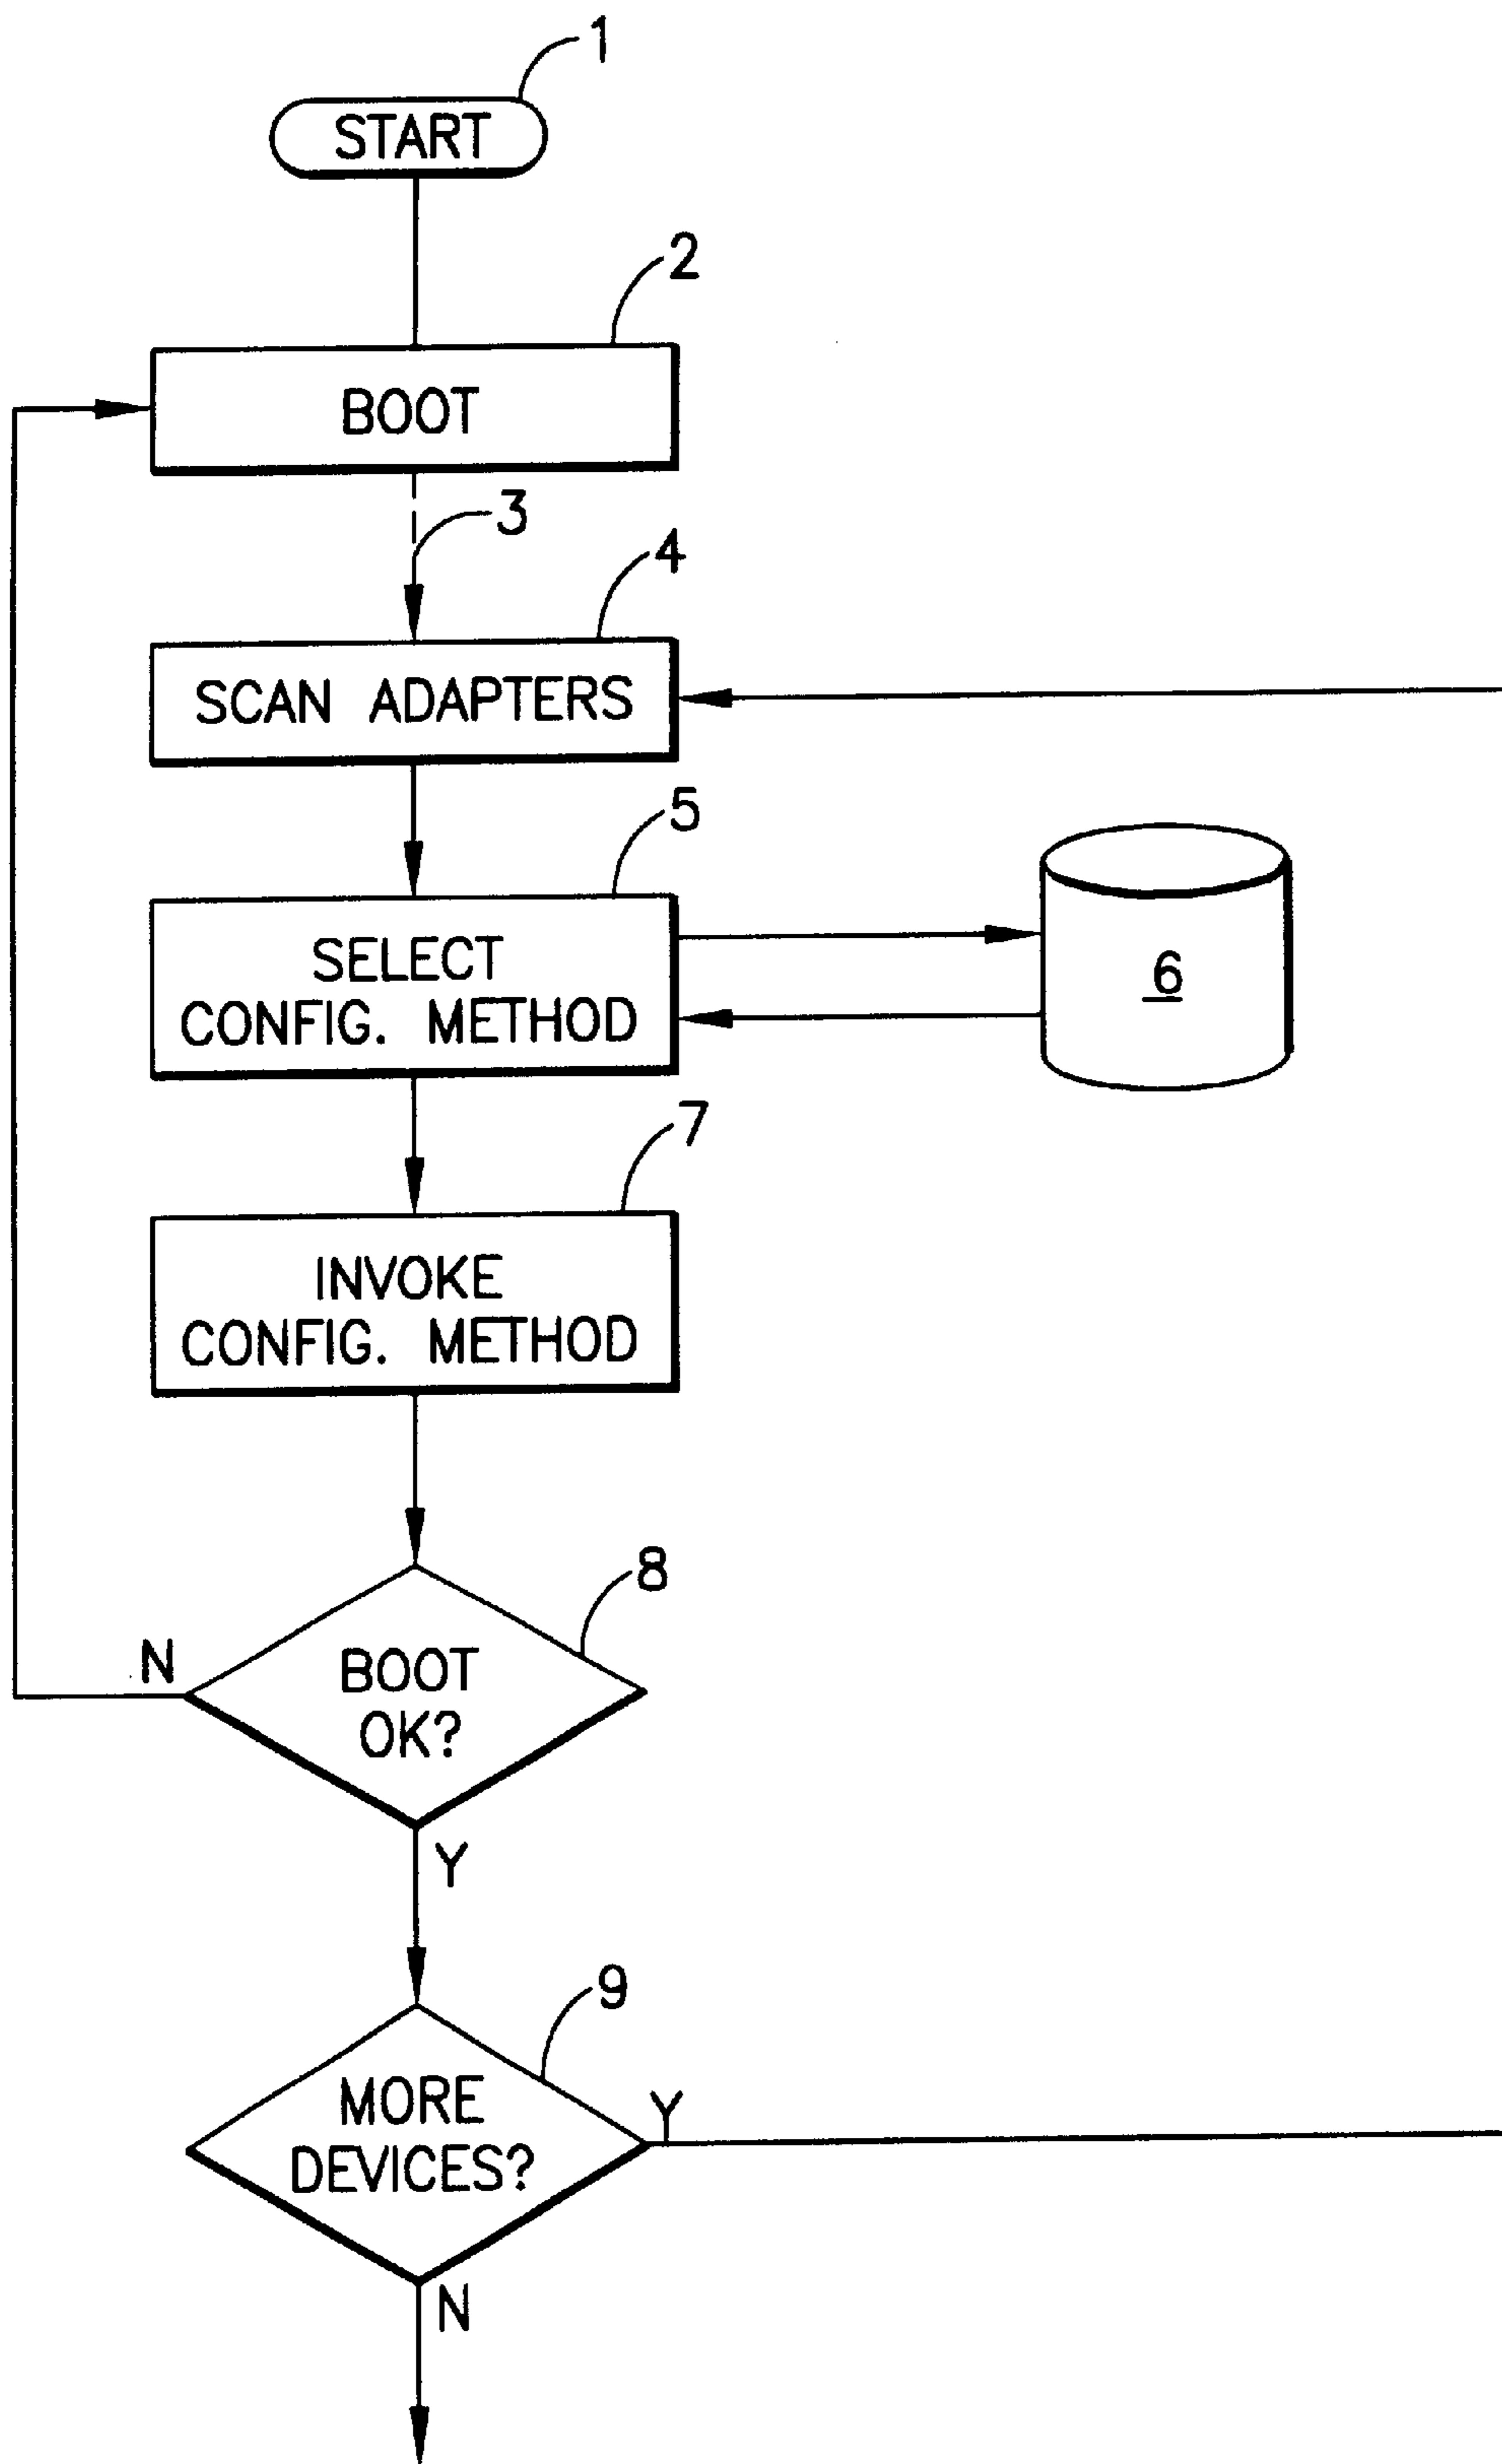 1
START
2
BOOT
3
4
SCAN ADAPTERS
5
SELECT
CONFIG. METHOD
6
7
INVOKE
CONFIG. METHOD
8
N
BOOT
OK?
Y
9
MORE
DEVICES?
Y
N